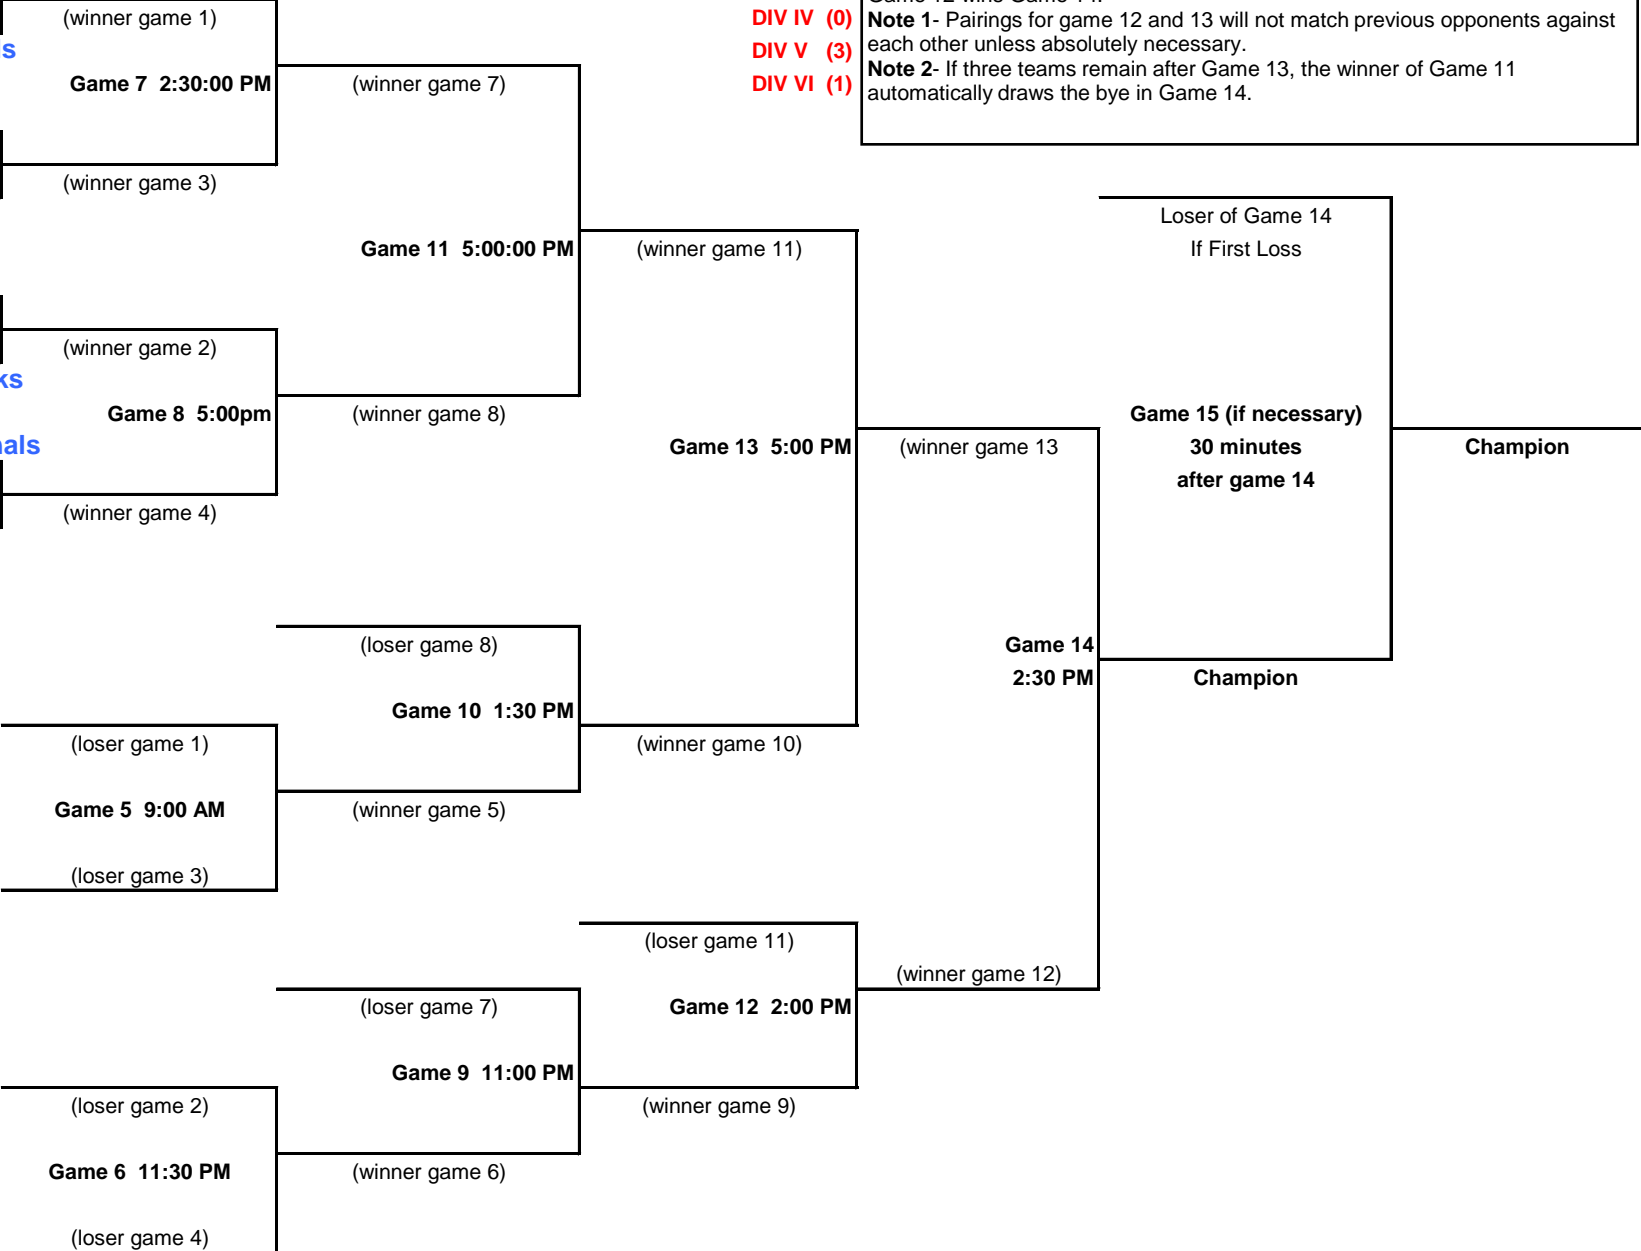 (winner game 1)
Game 7 2:30:00 PM
(winner game 3)
(winner game 7)
DIV IV (0)
DIV V (3)
DIV VI (1)
Note 1- Pairings for game 12 and 13 will not match previous opponents against
each other unless absolutely necessary.
Note 2- If three teams remain after Game 13, the winner of Game 11
automatically draws the bye in Game 14.
Game 11 5:00:00 PM
(winner game 11)
Loser of Game 14
If First Loss
(winner game 2)
ks
Game 8 5:00pm
als
(winner game 4)
(winner game 8)
Game 13 5:00 PM
(winner game 13
Game 15 (if necessary)
30 minutes
after game 14
Champion
(loser game 8)
Game 10 1:30 PM
(winner game 10)
Game 14
2:30 PM
Champion
(loser game 1)
Game 5 9:00 AM
(loser game 3)
(winner game 5)
(loser game 11)
(winner game 12)
(loser game 7)
Game 12 2:00 PM
Game 9 11:00 PM
(winner game 9)
(loser game 2)
Game 6 11:30 PM
(winner game 6)
(loser game 4)